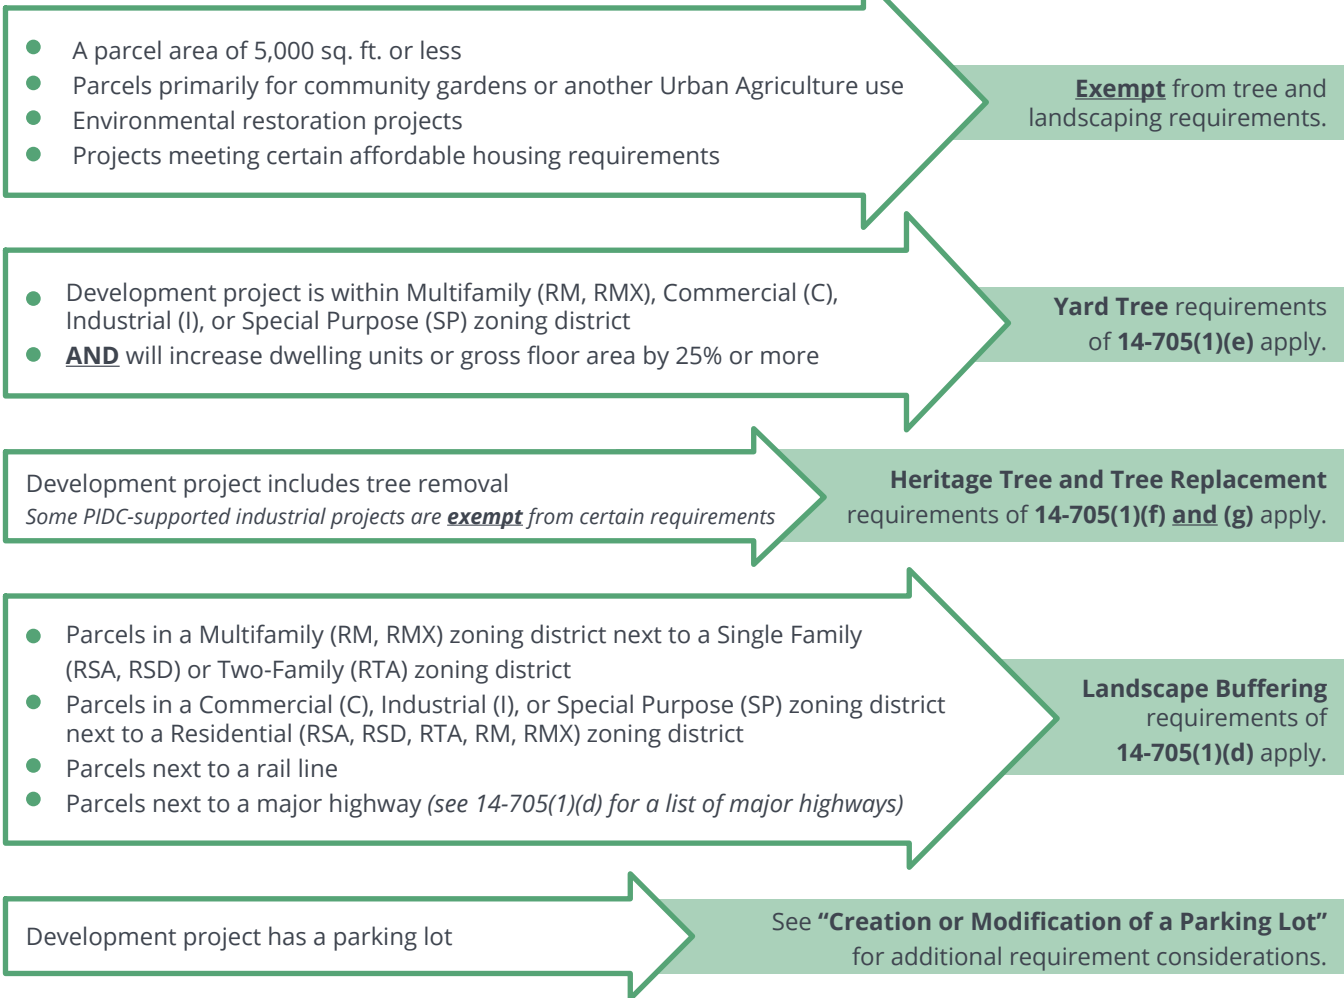 A parcel area of 5,000 sq. ft. or less
Parcels primarily for community gardens or another Urban Agriculture use
Environmental restoration projects
Projects meeting certain affordable housing requirements
Exempt from tree and
landscaping requirements.
Development project is within Multifamily (RM, RMX), Commercial (C),
Industrial (I), or Special Purpose (SP) zoning district
AND will increase dwelling units or gross floor area by 25% or more
Yard Tree requirements
of 14-705(1)(e) apply.
Development project includes tree removal
Some PIDC-supported industrial projects are exempt from certain requirements
Heritage Tree and Tree Replacement
requirements of 14-705(1)(f) and (g) apply.
Parcels in a Multifamily (RM, RMX) zoning district next to a Single Family
(RSA, RSD) or Two-Family (RTA) zoning district
Parcels in a Commercial (C), Industrial (I), or Special Purpose (SP) zoning district
next to a Residential (RSA, RSD, RTA, RM, RMX) zoning district
Parcels next to a rail line
Parcels next to a major highway (see 14-705(1)(d) for a list of major highways)
Landscape Buffering
requirements of
14-705(1)(d) apply.
Development project has a parking lot
See “Creation or Modification of a Parking Lot”
for additional requirement considerations.